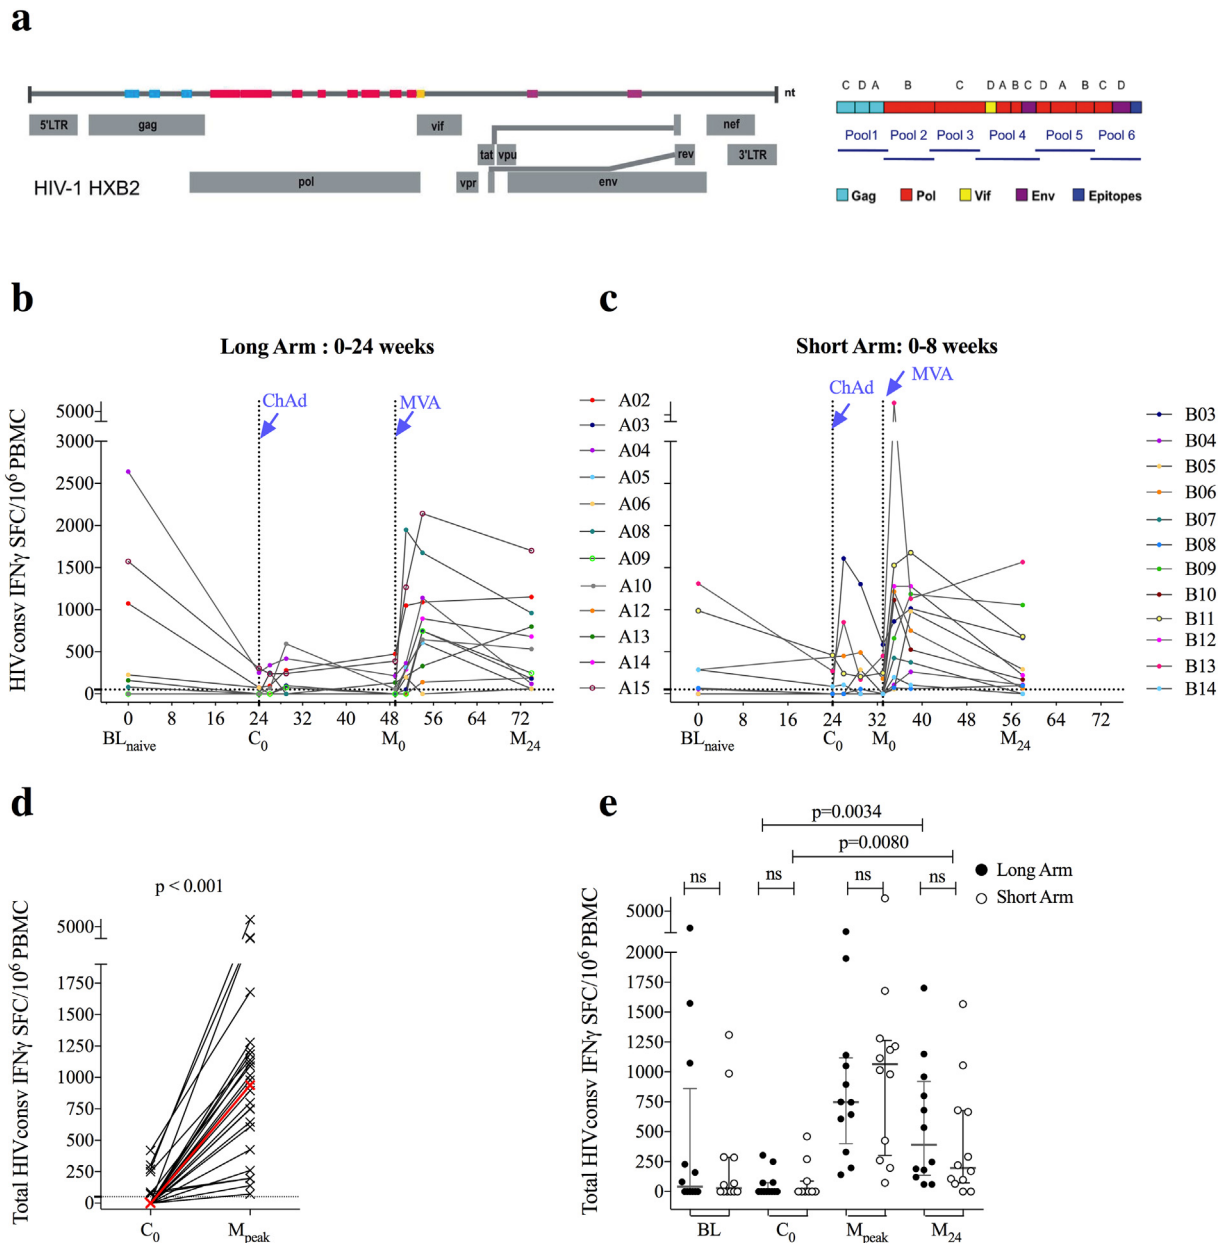 a
nt
5'LTR
gag
vif
nef
tat
vpu
rev
3'LTR
HIV-1 HXB2
pol
vpr
env
C D A B C D A B C D A B C D
Pool1 Pool 2 Pool 3 Pool 4 Pool 5 Pool 6
Gag Pol Vif Env Epitopes
b
Long Arm : 0-24 weeks
ChAd
MVA
HIVconsv IFNγ SFC/10⁶ PBMC
5000
3000
2500
2000
1500
1000
500
0
0 8 16 24 32 40 48 56 64 72
BLnaive C0 M0 M24
A02
A03
A04
A05
A06
A08
A09
A10
A12
A13
A14
A15
c
Short Arm: 0-8 weeks
ChAd
MVA
0 8 16 24 32 40 48 56 64 72
BLnaive C0 M0 M24
B03
B04
B05
B06
B07
B08
B09
B10
B11
B12
B13
B14
d
p < 0.001
Total HIVconsv IFNγ SFC/10⁶ PBMC
5000
1750
1500
1250
1000
750
500
250
0
C0 Mpeak
e
p=0.0034
p=0.0080
ns ns ns ns
Long Arm
Short Arm
Total HIVconsv IFNγ SFC/10⁶ PBMC
5000
2000
1750
1500
1250
1000
750
500
250
0
BL C0 Mpeak M24